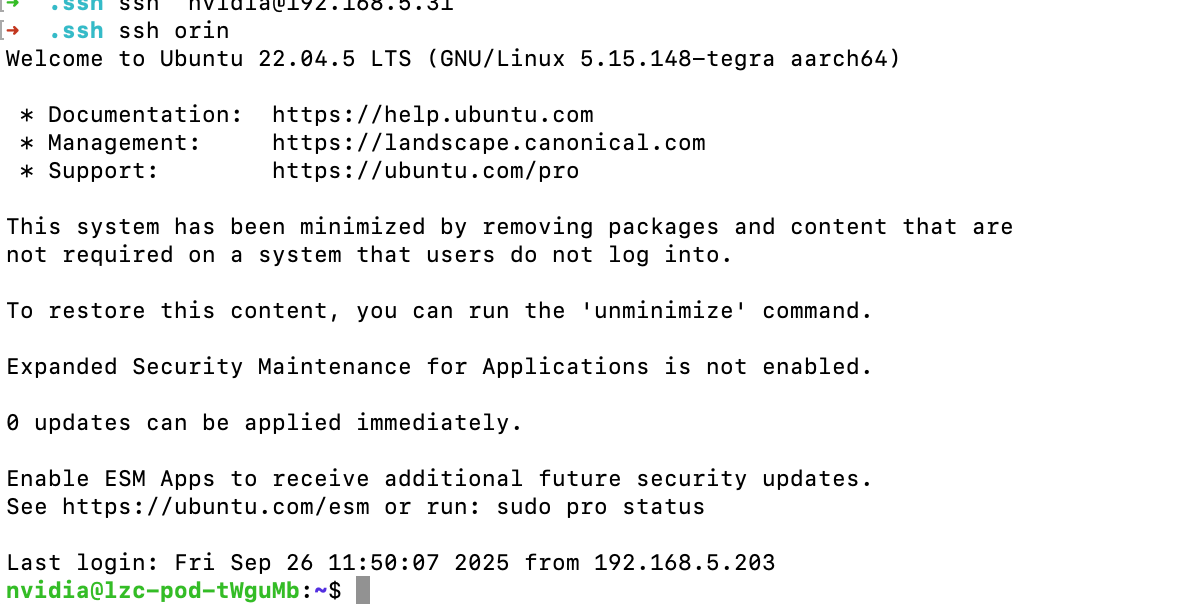 ➜  .ssh ssh  nvidia@192.168.5.31
[➜  .ssh ssh orin
Welcome to Ubuntu 22.04.5 LTS (GNU/Linux 5.15.148-tegra aarch64)

 * Documentation:  https://help.ubuntu.com
 * Management:     https://landscape.canonical.com
 * Support:        https://ubuntu.com/pro

This system has been minimized by removing packages and content that are
not required on a system that users do not log into.

To restore this content, you can run the 'unminimize' command.

Expanded Security Maintenance for Applications is not enabled.

0 updates can be applied immediately.

Enable ESM Apps to receive additional future security updates.
See https://ubuntu.com/esm or run: sudo pro status

Last login: Fri Sep 26 11:50:07 2025 from 192.168.5.203
nvidia@lzc-pod-tWguMb:~$